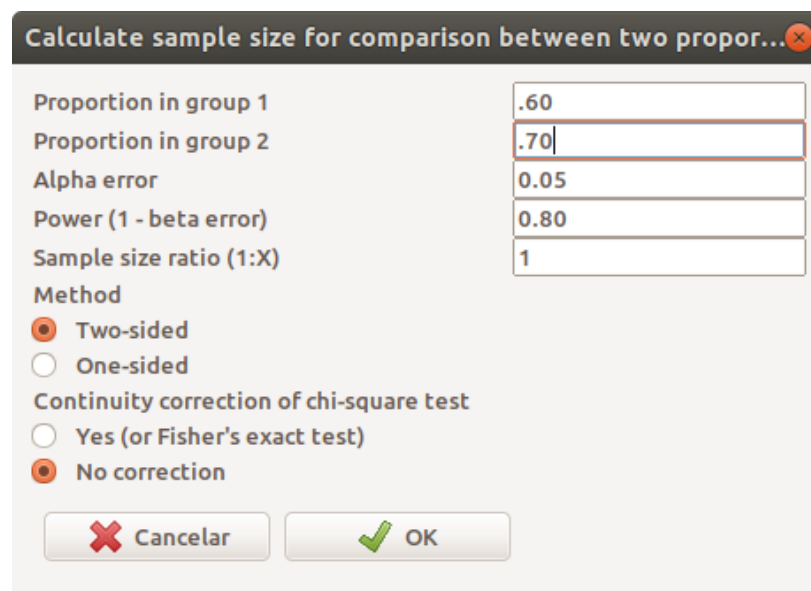 Calculate sample size for comparison between two propor...
Proportion in group 1 .60
Proportion in group 2 .70
Alpha error 0.05
Power (1 - beta error) 0.80
Sample size ratio (1:X) 1
Method
Two-sided
One-sided
Continuity correction of chi-square test
Yes (or Fisher's exact test)
No correction
Cancelar OK